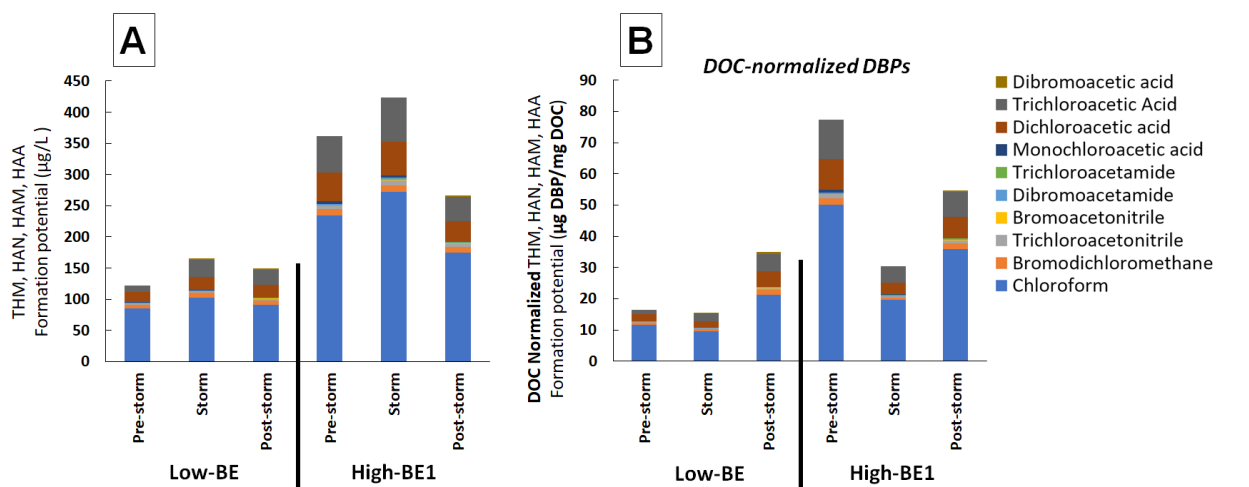 A
THM, HAN, HAM, HAA
Formation potential (µg/L )
450
400
350
300
250
200
150
100
50
0
Pre-storm
Storm
Post-storm
Pre-storm
Storm
Post-storm
Low-BE
High-BE1
B
DOC-normalized DBPs
DOC Normalized THM, HAN, HAM, HAA
Formation potential (µg DBP/mg DOC)
90
80
70
60
50
40
30
20
10
0
Pre-storm
Storm
Post-storm
Pre-storm
Storm
Post-storm
Low-BE
High-BE1
Dibromoacetic acid
Trichloroacetic Acid
Dichloroacetic acid
Monochloroacetic acid
Trichloroacetamide
Dibromoacetamide
Bromoacetonitrile
Trichloroacetonitrile
Bromodichloromethane
Chloroform